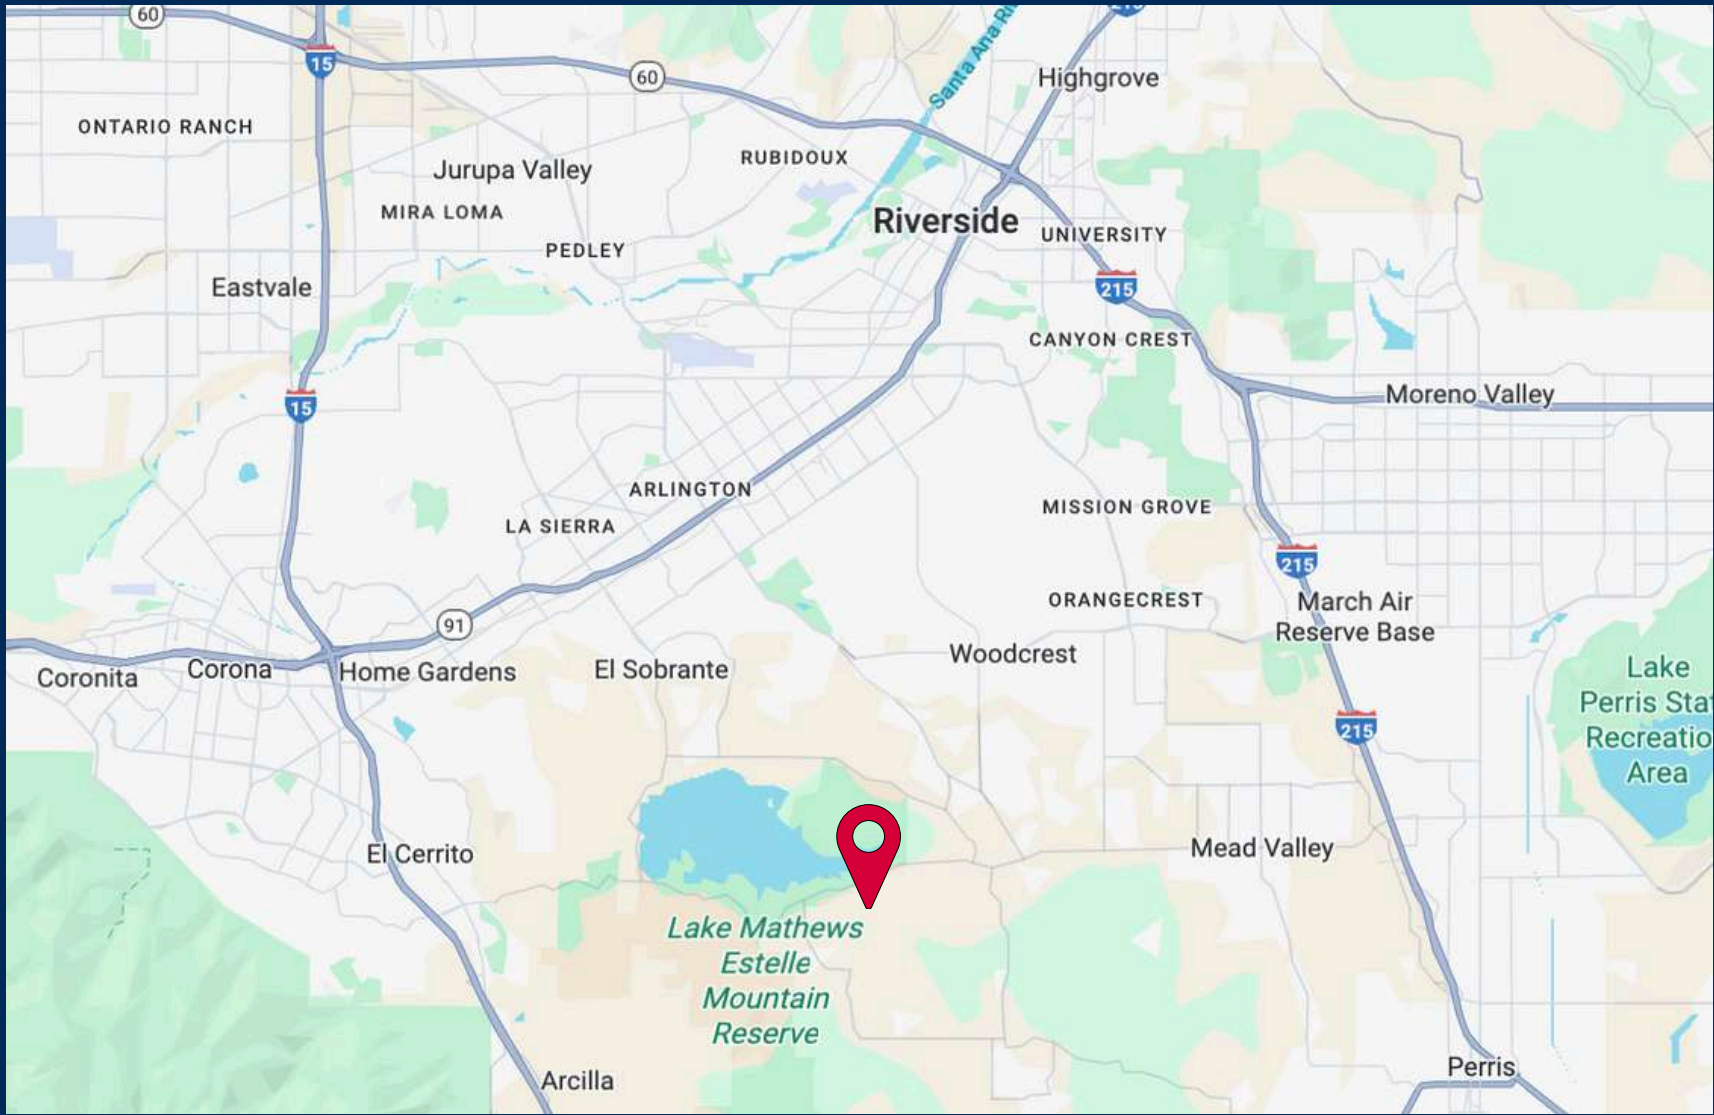 60
15
60
Santa Ana
Highgrove
ONTARIO RANCH
Jurupa Valley
RUBIDOUX
MIRA LOMA
Riverside
UNIVERSITY
PEDLEY
Eastvale
215
CANYON CREST
15
Moreno Valley
ARLINGTON
LA SIERRA
MISSION GROVE
215
ORANGECREST
March Air
Reserve Base
91
Woodcrest
Coronita
Corona
Home Gardens
El Sobrante
Lake
Perris Stat
Recreatio
Area
215
El Cerrito
Mead Valley
Lake Mathews
Estelle
Mountain
Reserve
Arcilla
Perris